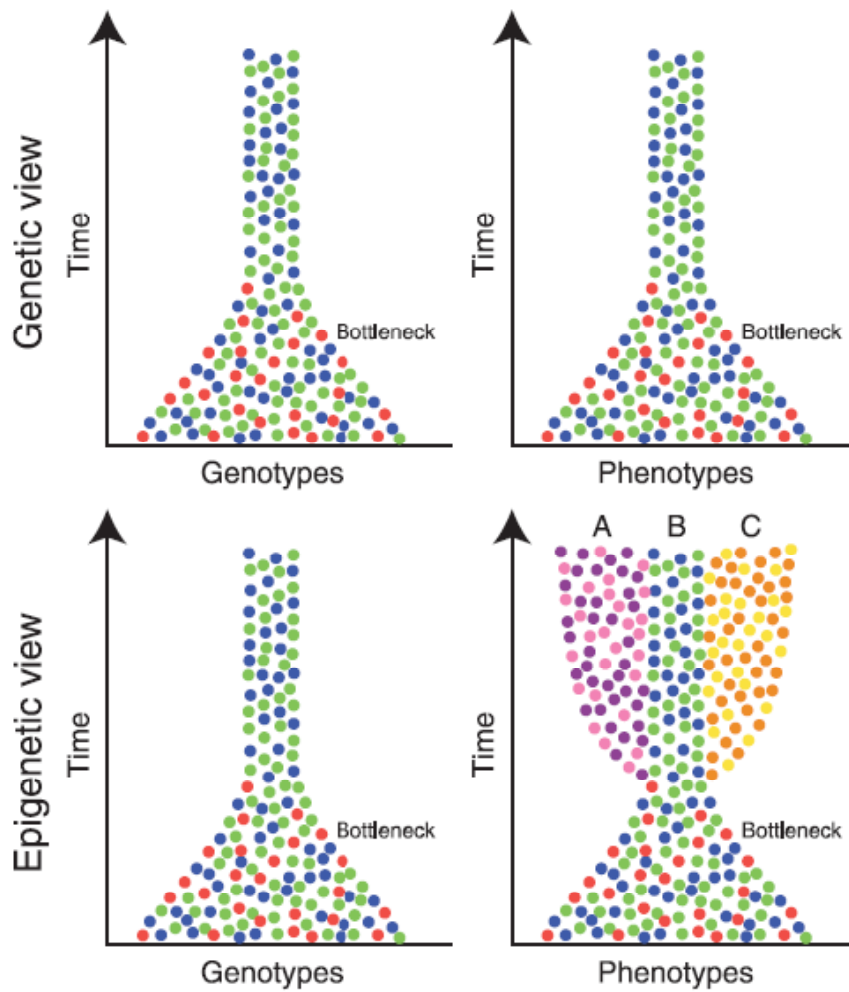 Genetic view
Time
Bottleneck
Genotypes
Time
Bottleneck
Phenotypes
Epigenetic view
Time
Bottleneck
Genotypes
A B C
Time
Bottleneck
Phenotypes